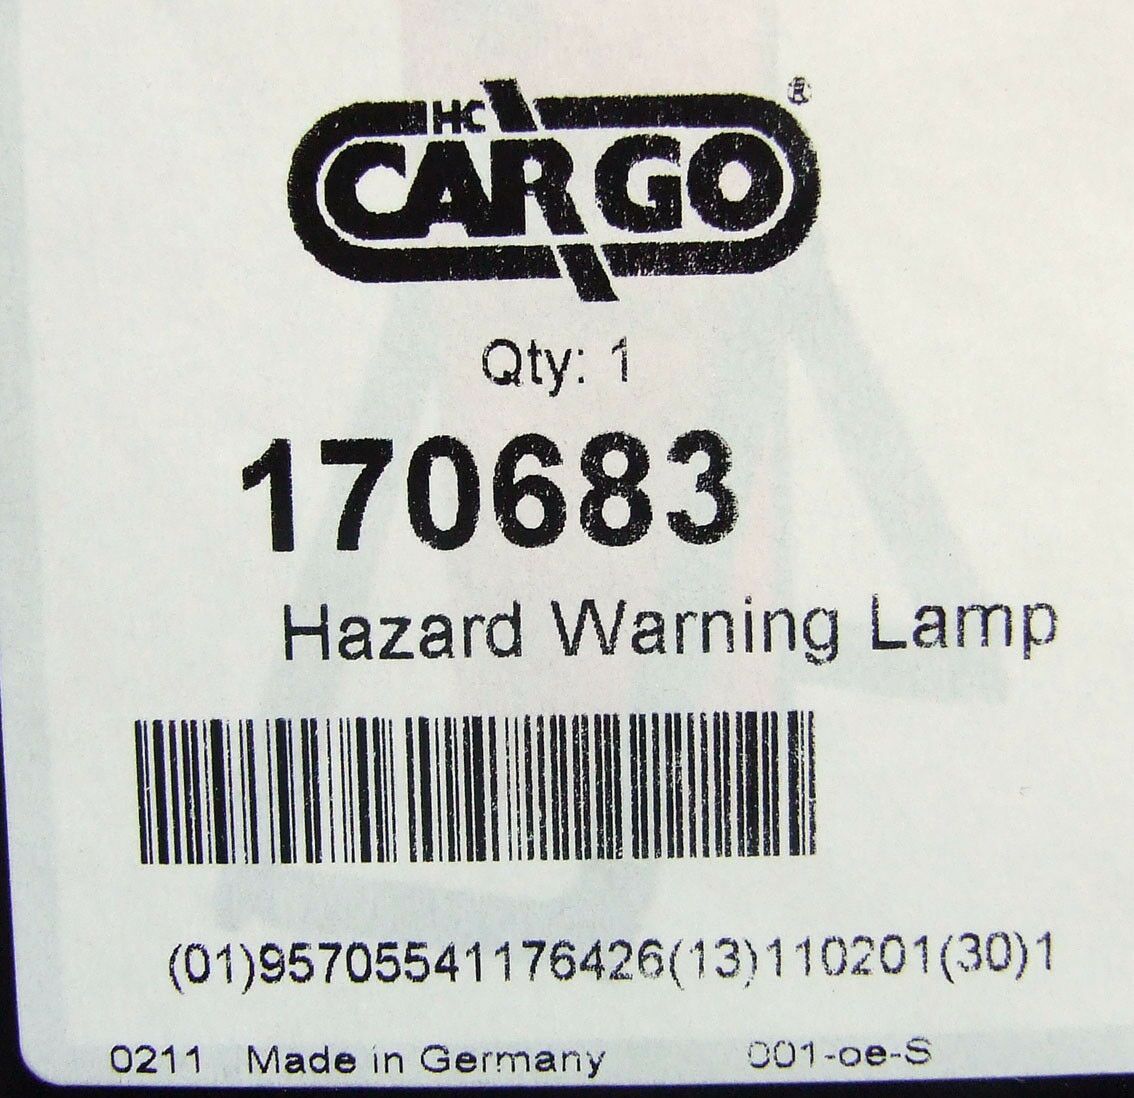 HC
CARGO®
Qty: 1
170683
Hazard Warning Lamp
(01)95705541176426(13)110201(30)1
0211 Made in Germany 001-oe-S